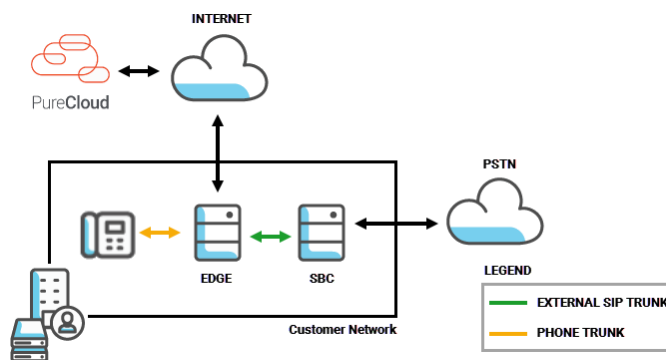 INTERNET
PureCloud
PSTN
EDGE
SBC
LEGEND
EXTERNAL SIP TRUNK
PHONE TRUNK
Customer Network